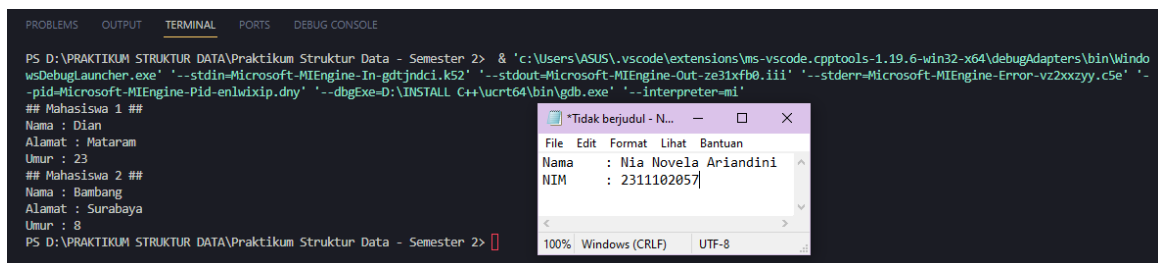 PROBLEMS OUTPUT TERMINAL PORTS DEBUG CONSOLE
PS D:\PRAKTIKUM STRUKTUR DATA\Praktikum Struktur Data - Semester 2> & 'c:\Users\ASUS\.vscode\extensions\ms-vscode.cpptools-1.19.6-win32-x64\debugAdapters\bin\Windo
wsDebugLauncher.exe' '--stdin=Microsoft-MIEngine-In-gdtjndci.k52' '--stdout=Microsoft-MIEngine-Out-ze31xfb0.iii' '--stderr=Microsoft-MIEngine-Error-vz2xxzyy.c5e' '-
-pid=Microsoft-MIEngine-Pid-enlwixip.dny' '--dbgExe=D:\INSTALL C++\ucrt64\bin\gdb.exe' '--interpreter=mi'
## Mahasiswa 1 ##
Nama : Dian
Alamat : Mataram
Umur : 23
## Mahasiswa 2 ##
Nama : Bambang
Alamat : Surabaya
Umur : 8
PS D:\PRAKTIKUM STRUKTUR DATA\Praktikum Struktur Data - Semester 2>
*Tidak berjudul - N...
File Edit Format Lihat Bantuan
Nama : Nia Novela Ariandini
NIM : 2311102057
100% Windows (CRLF) UTF-8